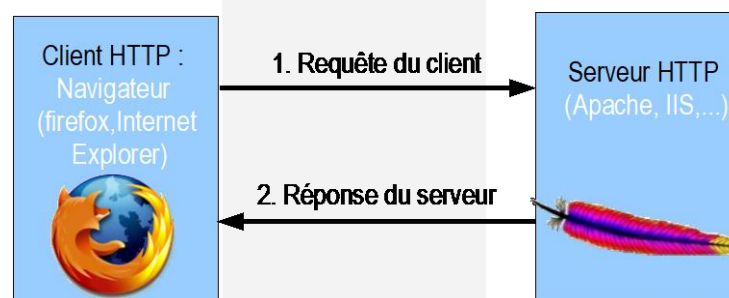 Client HTTP :
Navigateur
(firefox,Internet
Explorer)
1. Requête du client
2. Réponse du serveur
Serveur HTTP
(Apache, IIS,...)